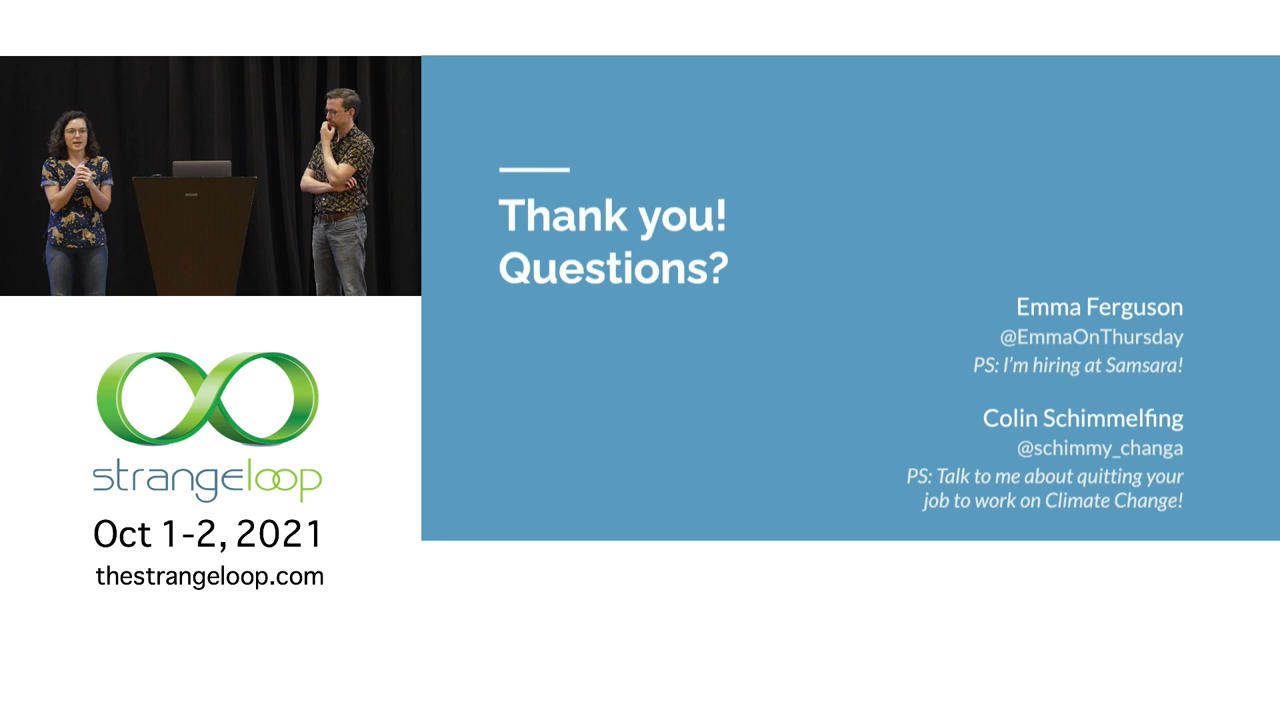 Thank you!
Questions?
Emma Ferguson
@EmmaOnThursday
PS: I'm hiring at Samsara!
Colin Schimmelfing
@schimmy_changa
PS: Talk to me about quitting your
job to work on Climate Change!
strangeloop
Oct 1-2, 2021
thestrangeloop.com